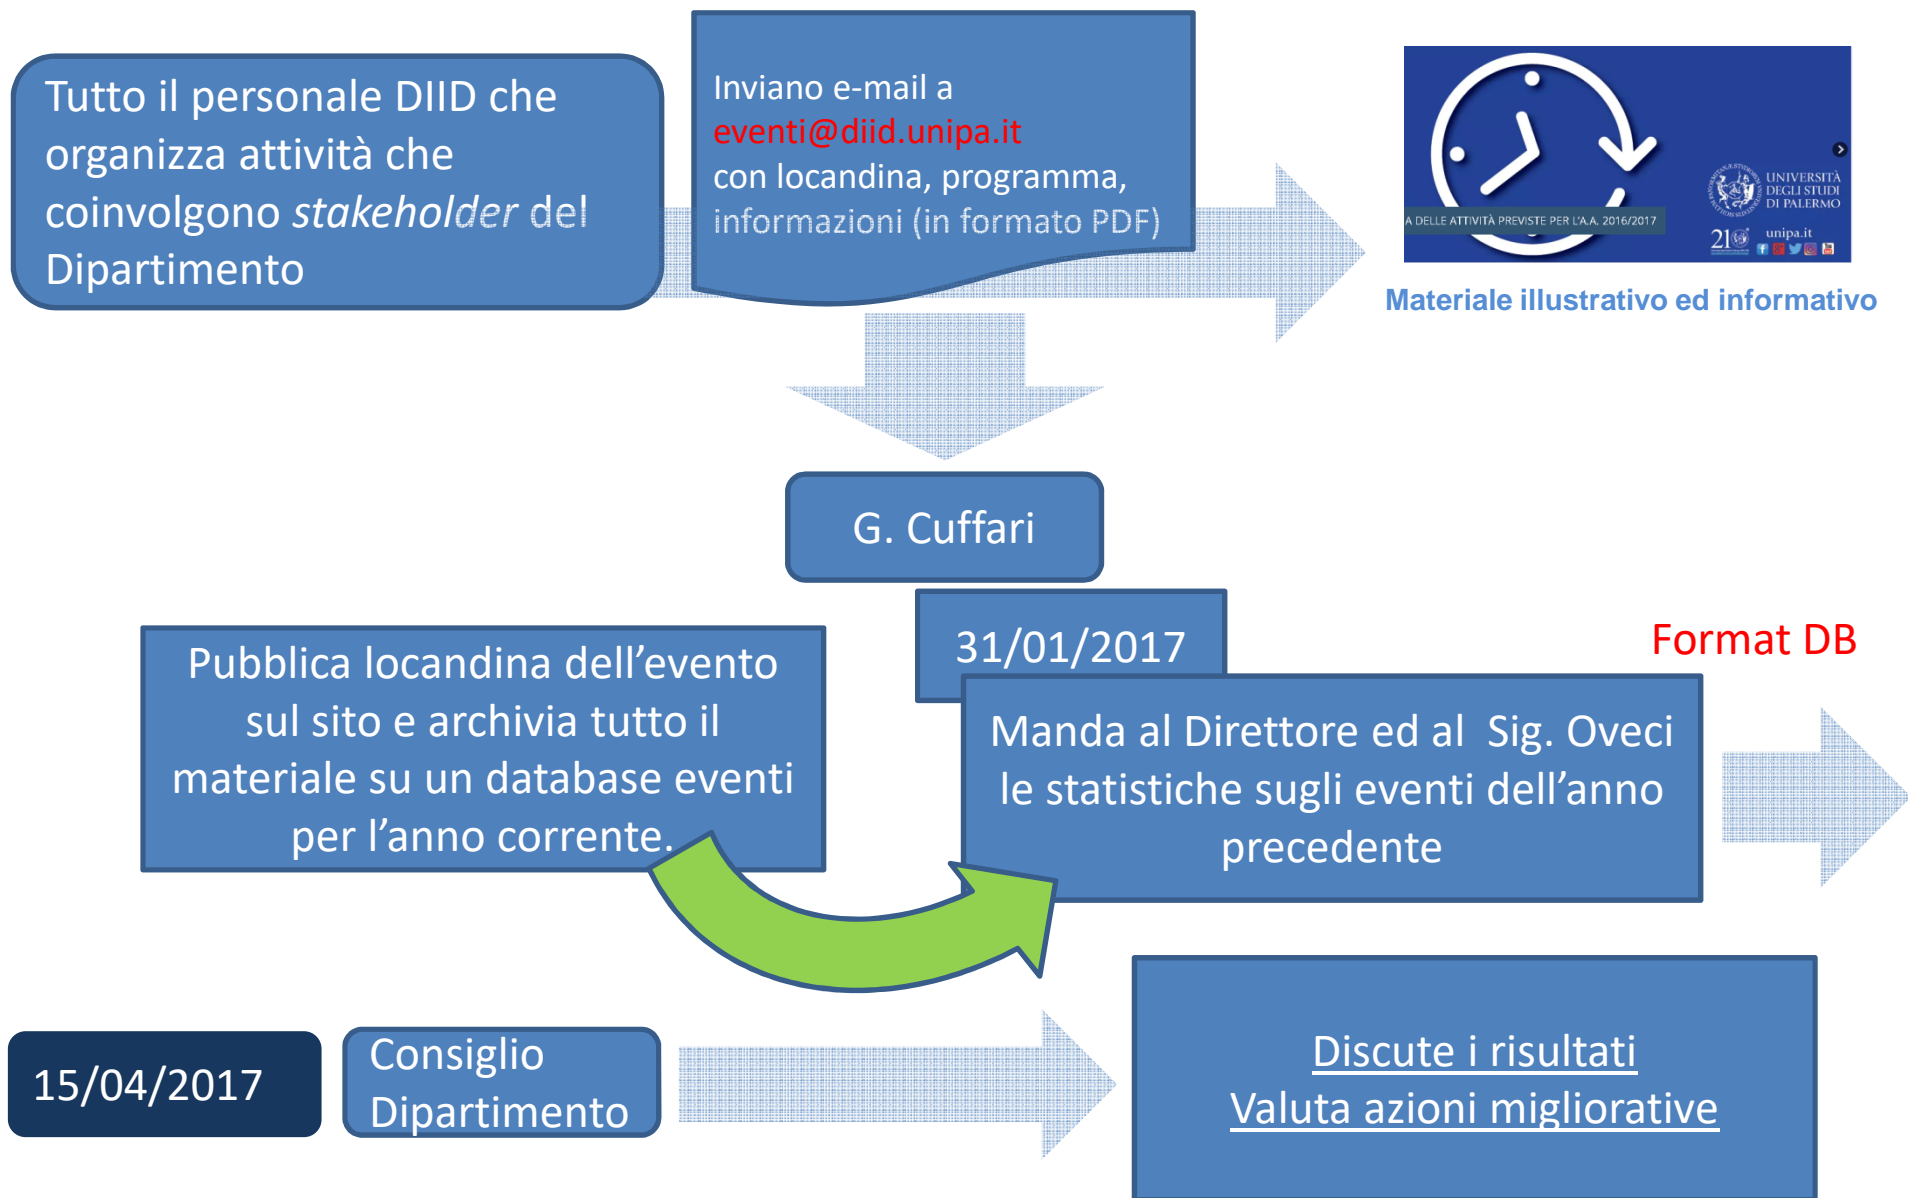 Tutto il personale DIID che
organizza attività che
coinvolgono stakeholder del
Dipartimento
Inviano e-mail a
eventi@diid.unipa.it
con locandina, programma,
informazioni (in formato PDF)
A DELLE ATTIVITÀ PREVISTE PER L'A.A. 2016/2017
UNIVERSITÀ
DEGLI STUDI
DI PALERMO
unipa.it
Materiale illustrativo ed informativo
G. Cuffari
Pubblica locandina dell’evento
sul sito e archivia tutto il
materiale su un database eventi
per l’anno corrente.
31/01/2017
Manda al Direttore ed al  Sig. Oveci
le statistiche sugli eventi dell’anno
precedente
Format DB
15/04/2017
Consiglio
Dipartimento
Discute i risultati
Valuta azioni migliorative